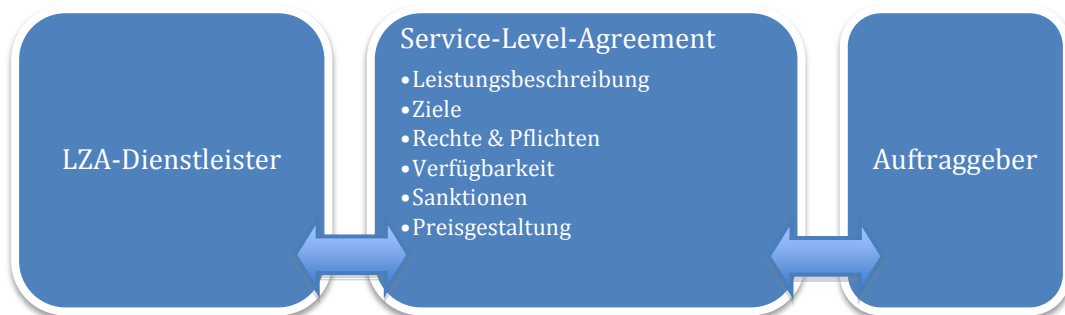 LZA-Dienstleister
Service-Level-Agreement
•Leistungsbeschreibung
•Ziele
•Rechte & Pflichten
•Verfügbarkeit
•Sanktionen
•Preisgestaltung
Auftraggeber